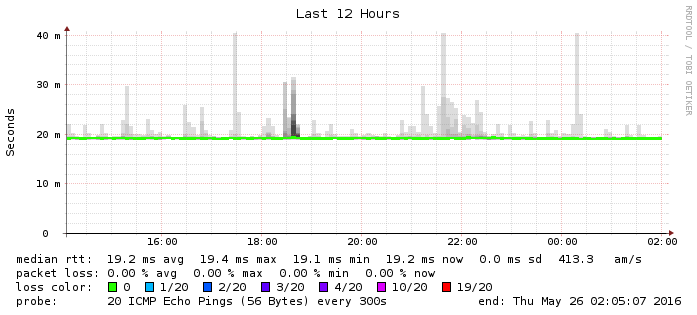 Last 12 Hours
RRDTOOL / TOBI OETIKER
Seconds
40 m
30 m
20 m
10 m
0
16:00 18:00 20:00 22:00 00:00 02:00
median rtt: 19.2 ms avg 19.4 ms max 19.1 ms min 19.2 ms now 0.0 ms sd 413.3 am/s
packet loss: 0.00 % avg 0.00 % max 0.00 % min 0.00 % now
loss color: 0 1/20 2/20 3/20 4/20 10/20 19/20
probe: 20 ICMP Echo Pings (56 Bytes) every 300s end: Thu May 26 02:05:07 2016